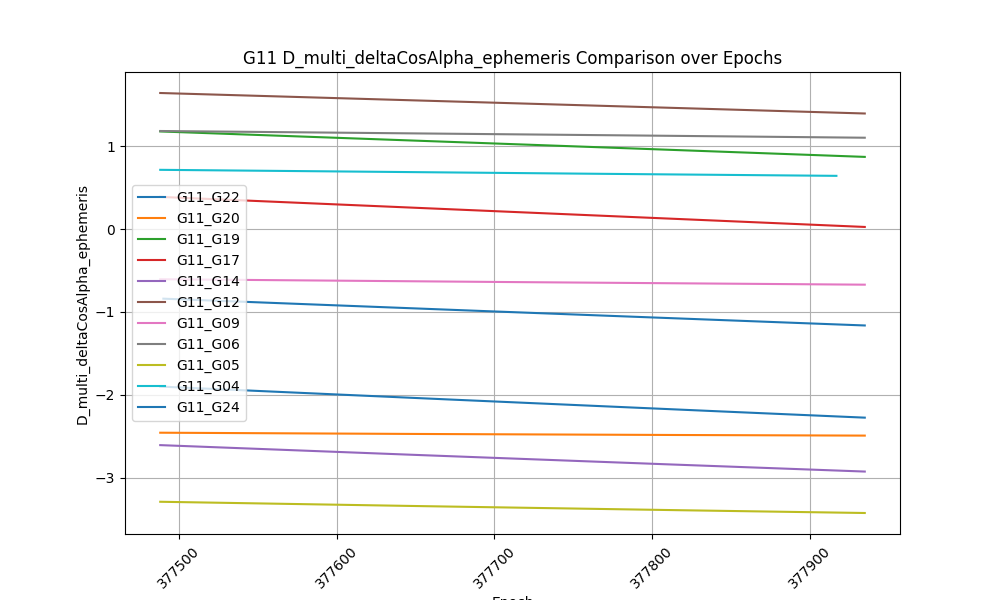 G11 D_multi_deltaCosAlpha_ephemeris Comparison over Epochs
D_multi_deltaCosAlpha_ephemeris
1
0
−1
−2
−3
G11_G22
G11_G20
G11_G19
G11_G17
G11_G14
G11_G12
G11_G09
G11_G06
G11_G05
G11_G04
G11_G24
377500
377600
377700
377800
377900
Epoch